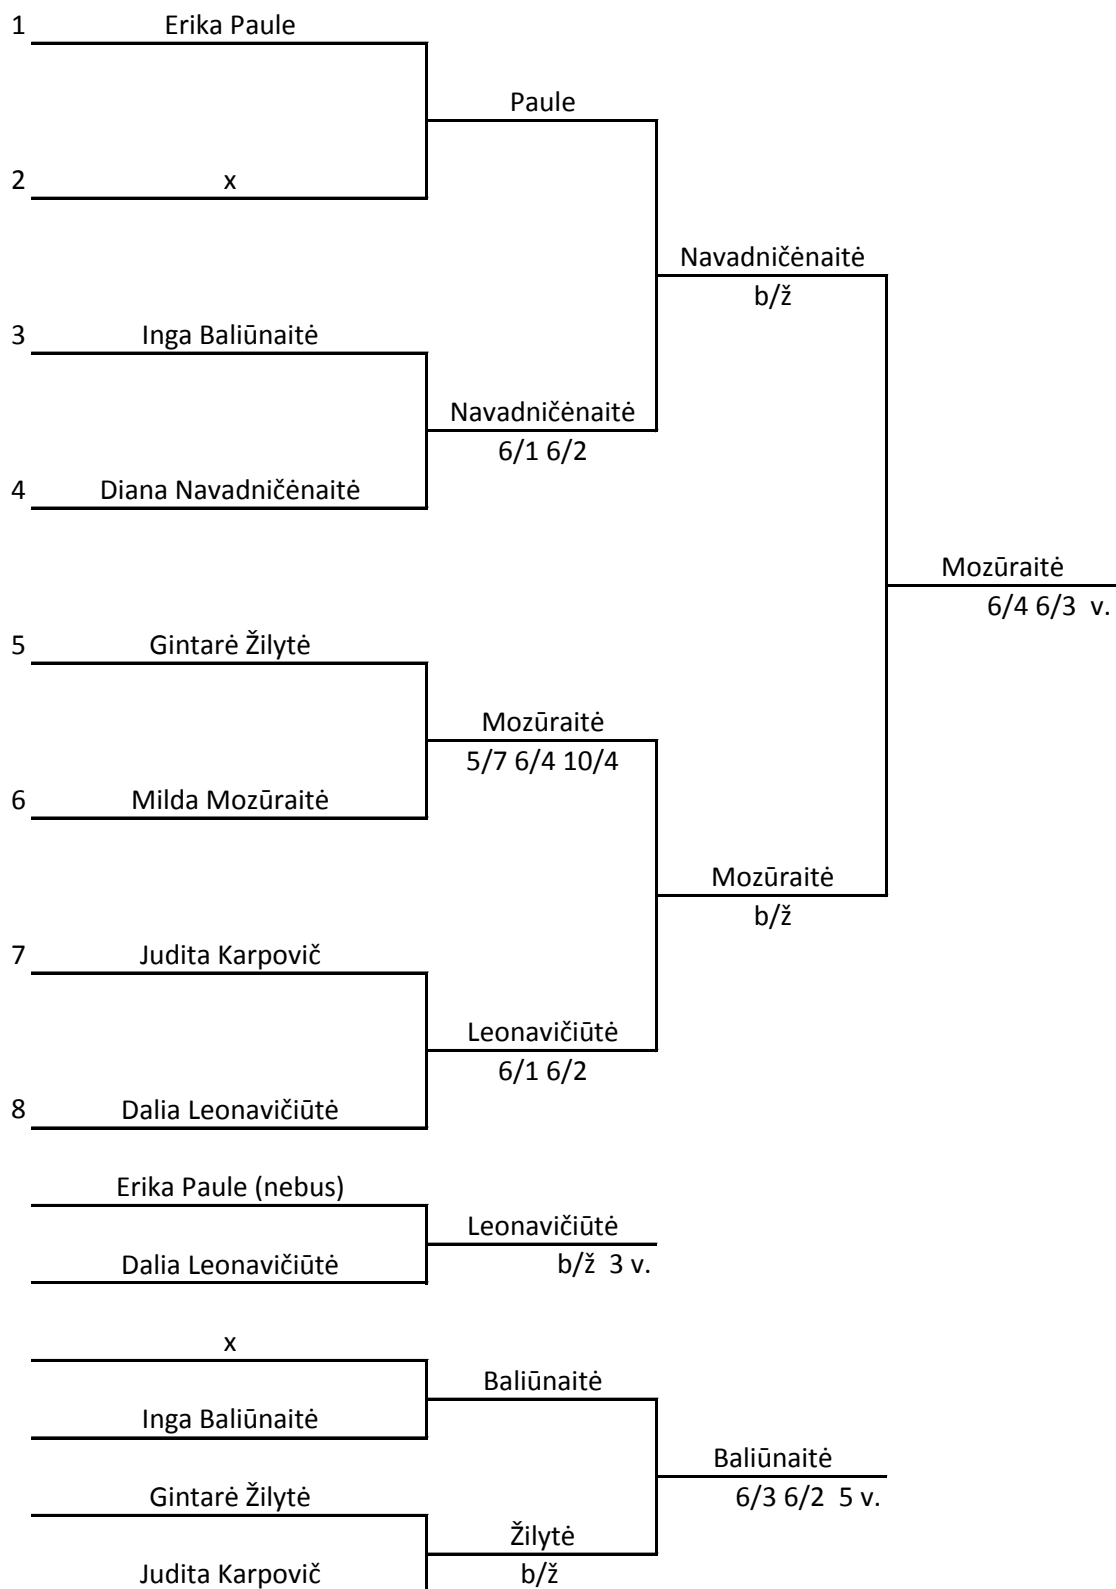 1 Erika Paule
Paule
2 x
Navadničėnaitė
b/ž
3 Inga Baliūnaitė
Navadničėnaitė
6/1 6/2
4 Diana Navadničėnaitė
Mozūraitė
6/4 6/3 v.
5 Gintarė Žilytė
Mozūraitė
5/7 6/4 10/4
6 Milda Mozūraitė
Mozūraitė
b/ž
7 Judita Karpovič
Leonavičiūtė
6/1 6/2
8 Dalia Leonavičiūtė
Erika Paule (nebus)
Leonavičiūtė
b/ž 3 v.
Dalia Leonavičiūtė
x
Baliūnaitė
Inga Baliūnaitė
Baliūnaitė
6/3 6/2 5 v.
Gintarė Žilytė
Žilytė
b/ž
Judita Karpovič